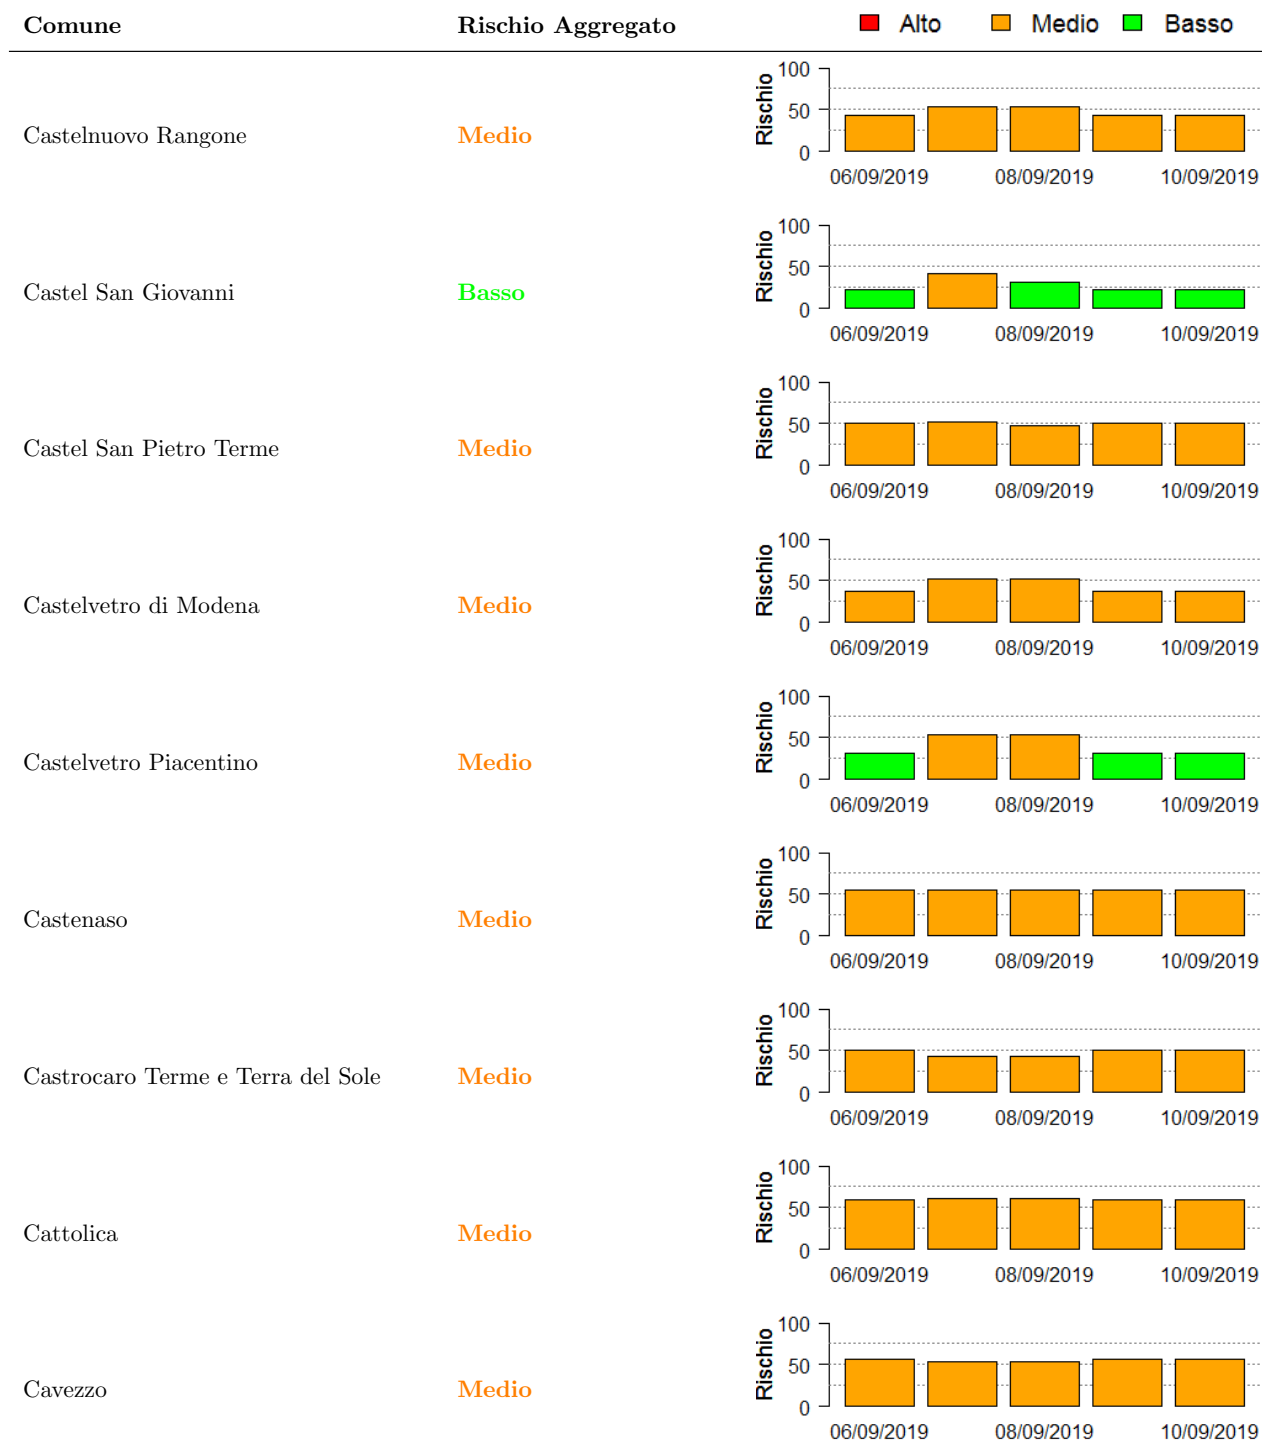 Comune Rischio Aggregato Alto Medio Basso
Castelnuovo Rangone Medio Rischio 100 50 0
06/09/2019 08/09/2019 10/09/2019
Castel San Giovanni Basso Rischio 100 50 0
06/09/2019 08/09/2019 10/09/2019
Castel San Pietro Terme Medio Rischio 100 50 0
06/09/2019 08/09/2019 10/09/2019
Castelvetro di Modena Medio Rischio 100 50 0
06/09/2019 08/09/2019 10/09/2019
Castelvetro Piacentino Medio Rischio 100 50 0
06/09/2019 08/09/2019 10/09/2019
Castenaso Medio Rischio 100 50 0
06/09/2019 08/09/2019 10/09/2019
Castrocaro Terme e Terra del Sole Medio Rischio 100 50 0
06/09/2019 08/09/2019 10/09/2019
Cattolica Medio Rischio 100 50 0
06/09/2019 08/09/2019 10/09/2019
Cavezzo Medio Rischio 100 50 0
06/09/2019 08/09/2019 10/09/2019